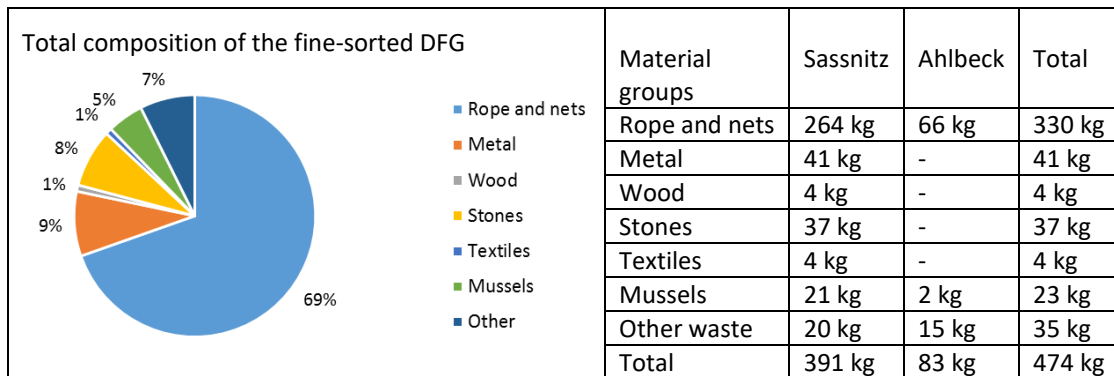 Total composition of the fine-sorted DFG
7%
5%
1%
8%
1%
9%
69%
Rope and nets
Metal
Wood
Stones
Textiles
Mussels
Other
Material groups Sassnitz Ahlbeck Total
Rope and nets 264 kg 66 kg 330 kg
Metal 41 kg - 41 kg
Wood 4 kg - 4 kg
Stones 37 kg - 37 kg
Textiles 4 kg - 4 kg
Mussels 21 kg 2 kg 23 kg
Other waste 20 kg 15 kg 35 kg
Total 391 kg 83 kg 474 kg